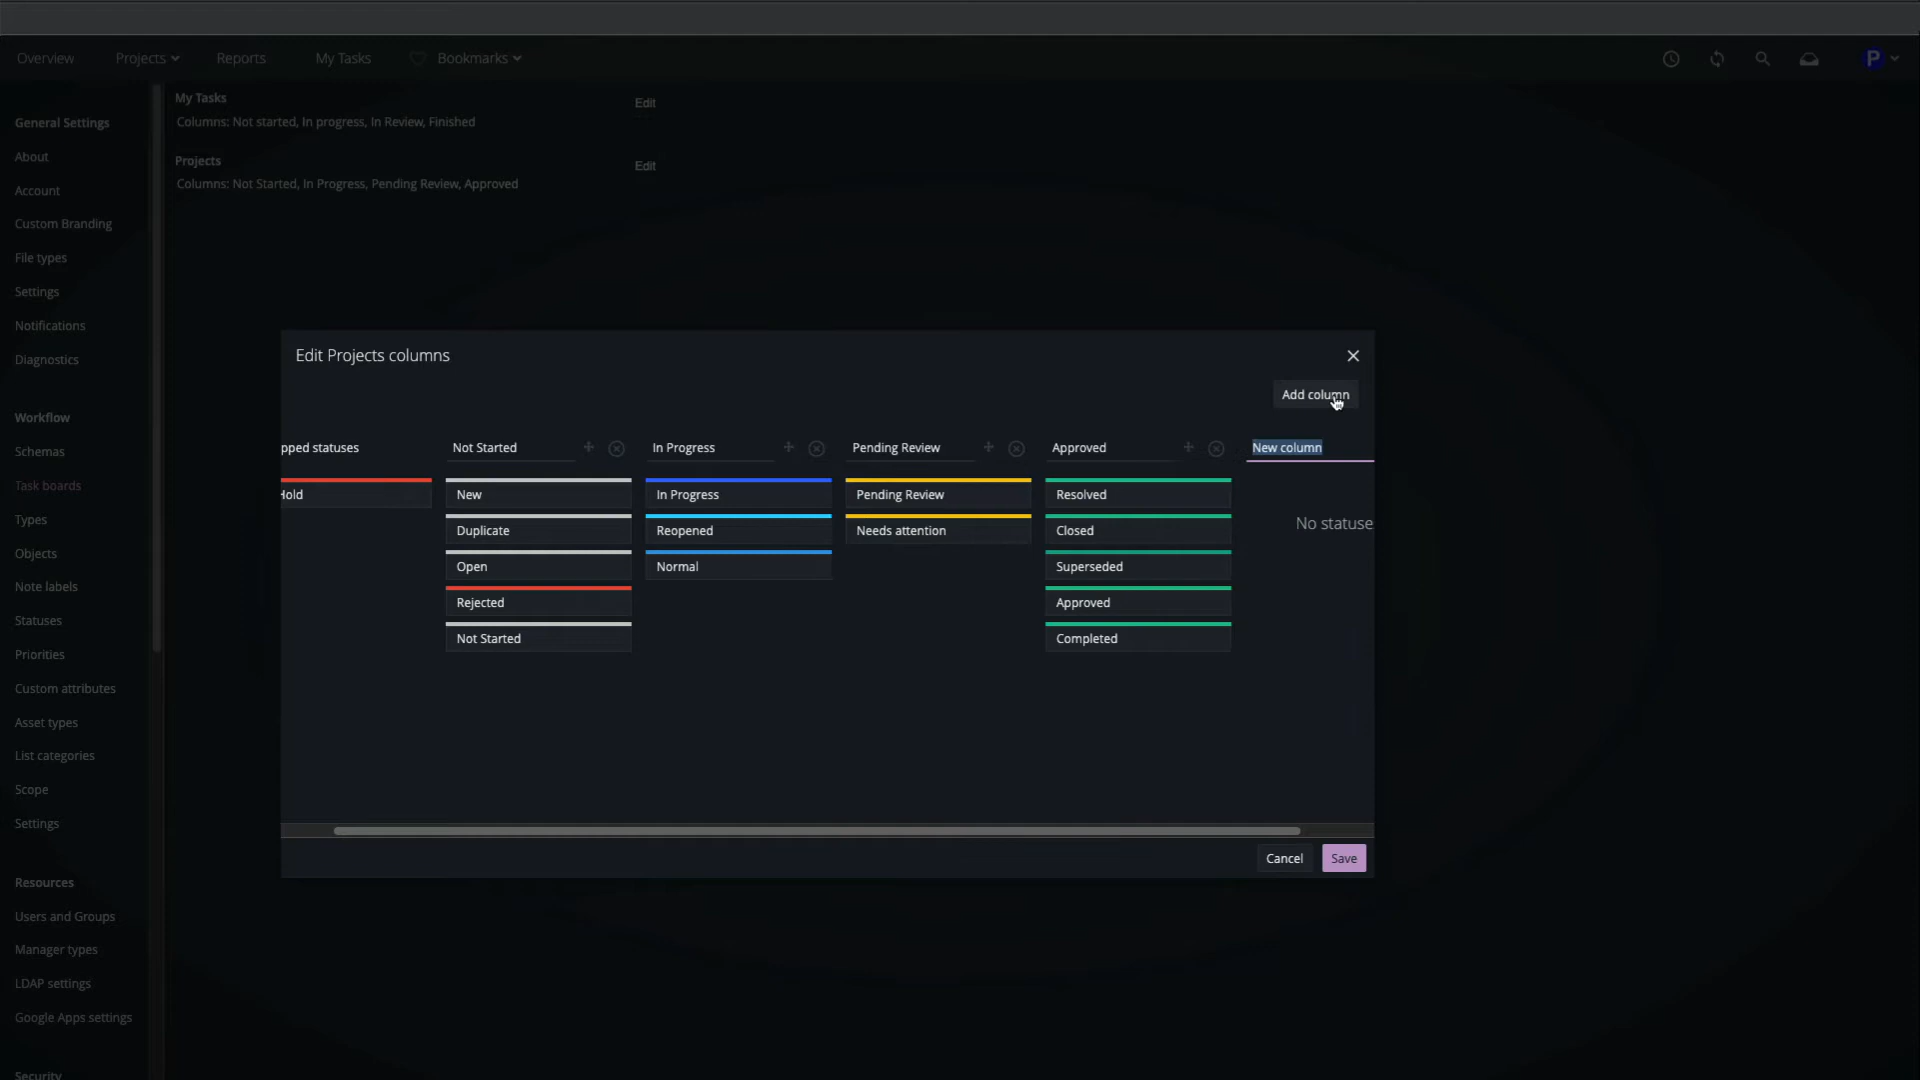 Overview Projects Reports My Tasks Bookmarks P
General Settings
About
Account
Custom Branding
File types
Settings
Notifications
Diagnostics
Workflow
Schemas
Task boards
Types
Objects
Note labels
Statuses
Priorities
Custom attributes
Asset types
List categories
Scope
Settings
Resources
Users and Groups
Manager types
LDAP settings
Google Apps settings
Security
My Tasks
Edit
Columns: Not started, In progress, In Review, Finished
Projects
Edit
Columns: Not Started, In Progress, Pending Review, Approved
Edit Projects columns
Add column
pped statuses
Hold
Not Started
New
Duplicate
Open
Rejected
Not Started
In Progress
In Progress
Reopened
Normal
Pending Review
Pending Review
Needs attention
Approved
Resolved
Closed
Superseded
Approved
Completed
New column
No statuse
Cancel Save